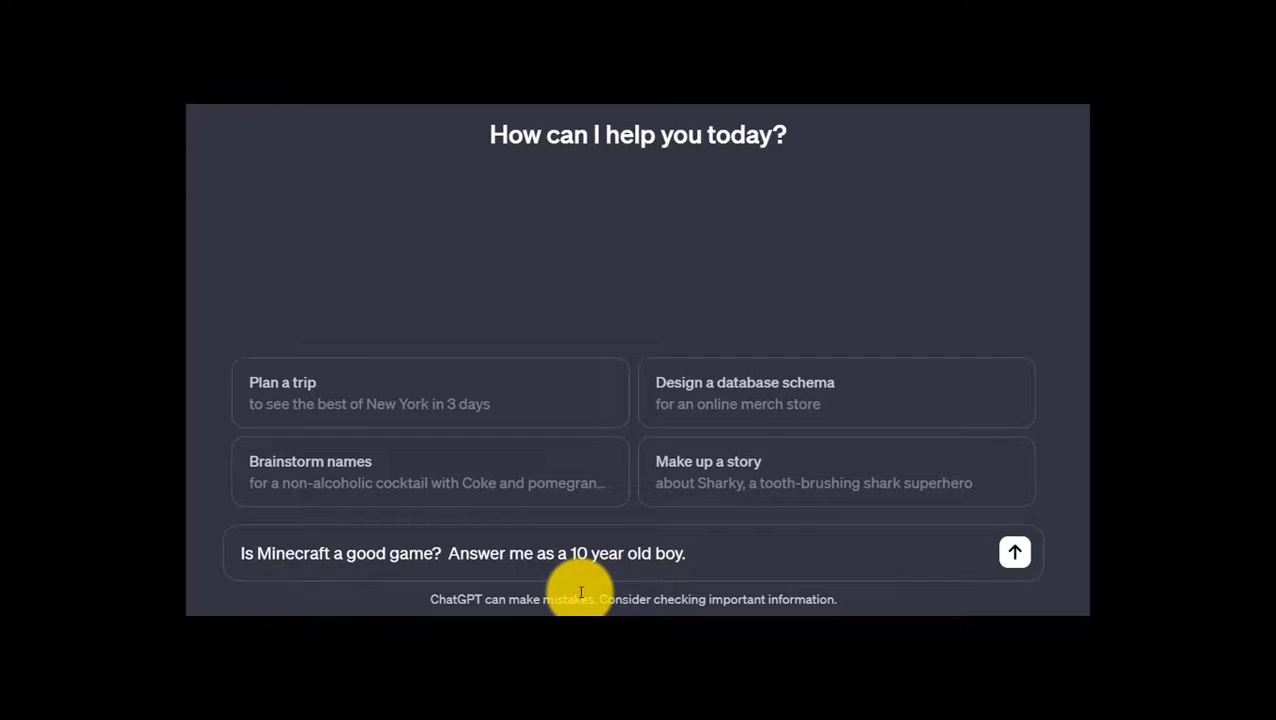 How can I help you today?
Plan a trip
to see the best of New York in 3 days
Design a database schema
for an online merch store
Brainstorm names
for a non-alcoholic cocktail with Coke and pomegran...
Make up a story
about Sharky, a tooth-brushing shark superhero
Is Minecraft a good game?  Answer me as a 10 year old boy.
ChatGPT can make mistakes. Consider checking important information.